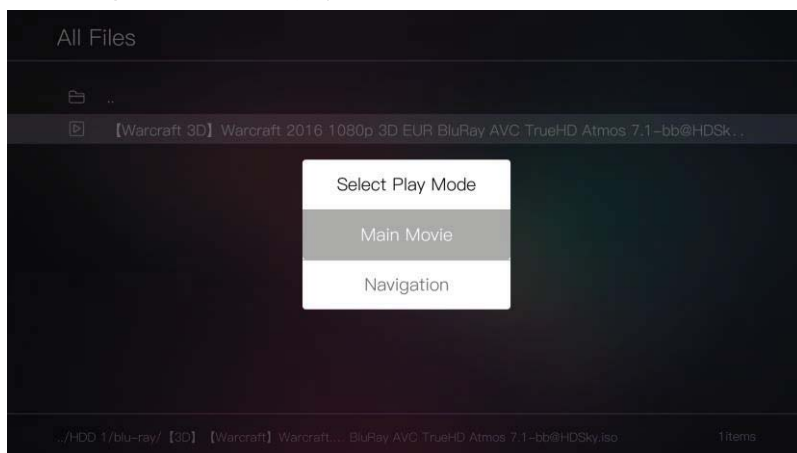 All Files
..
【Warcraft 3D】 Warcraft 2016 1080p 3D EUR BluRay AVC TrueHD Atmos 7.1-bb@HDSk..
Select Play Mode
Main Movie
Navigation
../HDD 1/blu-ray/【3D】 【Warcraft】 Warcraft... BluRay AVC TrueHD Atmos 7.1-bb@HDSky.iso 1items